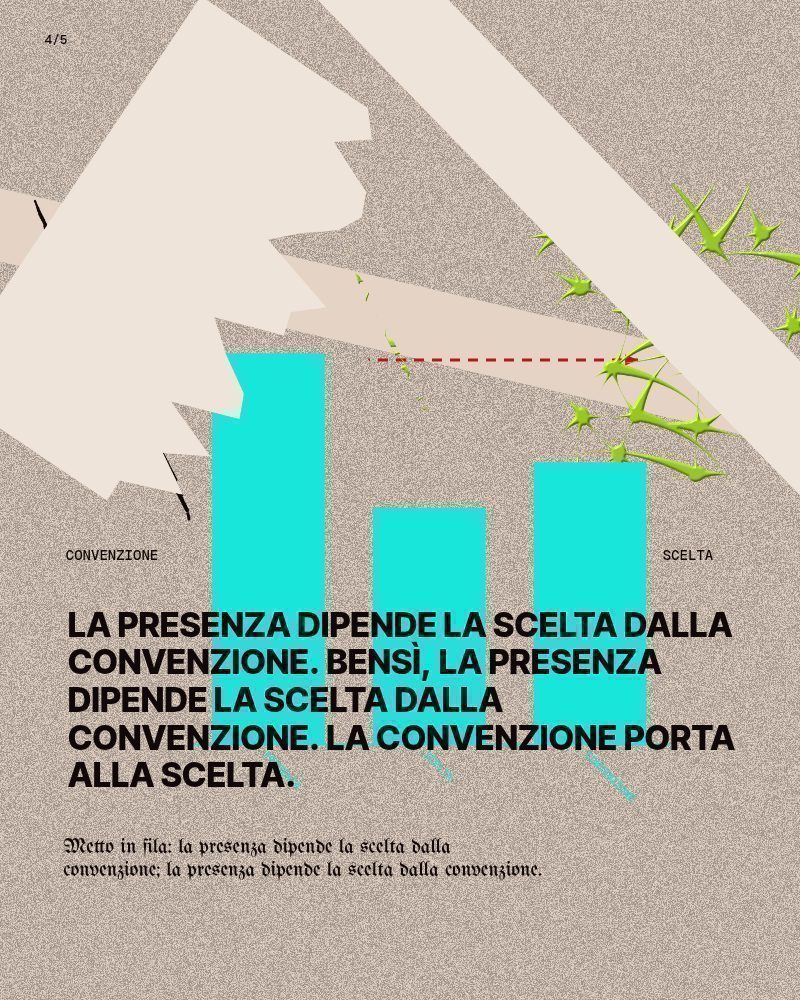 4/5
CONVENZIONE
SCELTA
LA PRESENZA DIPENDE LA SCELTA DALLA
CONVENZIONE. BENSÌ, LA PRESENZA
DIPENDE LA SCELTA DALLA
CONVENZIONE. LA CONVENZIONE PORTA
ALLA SCELTA.
Metto in fila: la presenza dipende la scelta dalla
convenzione; la presenza dipende la scelta dalla convenzione.